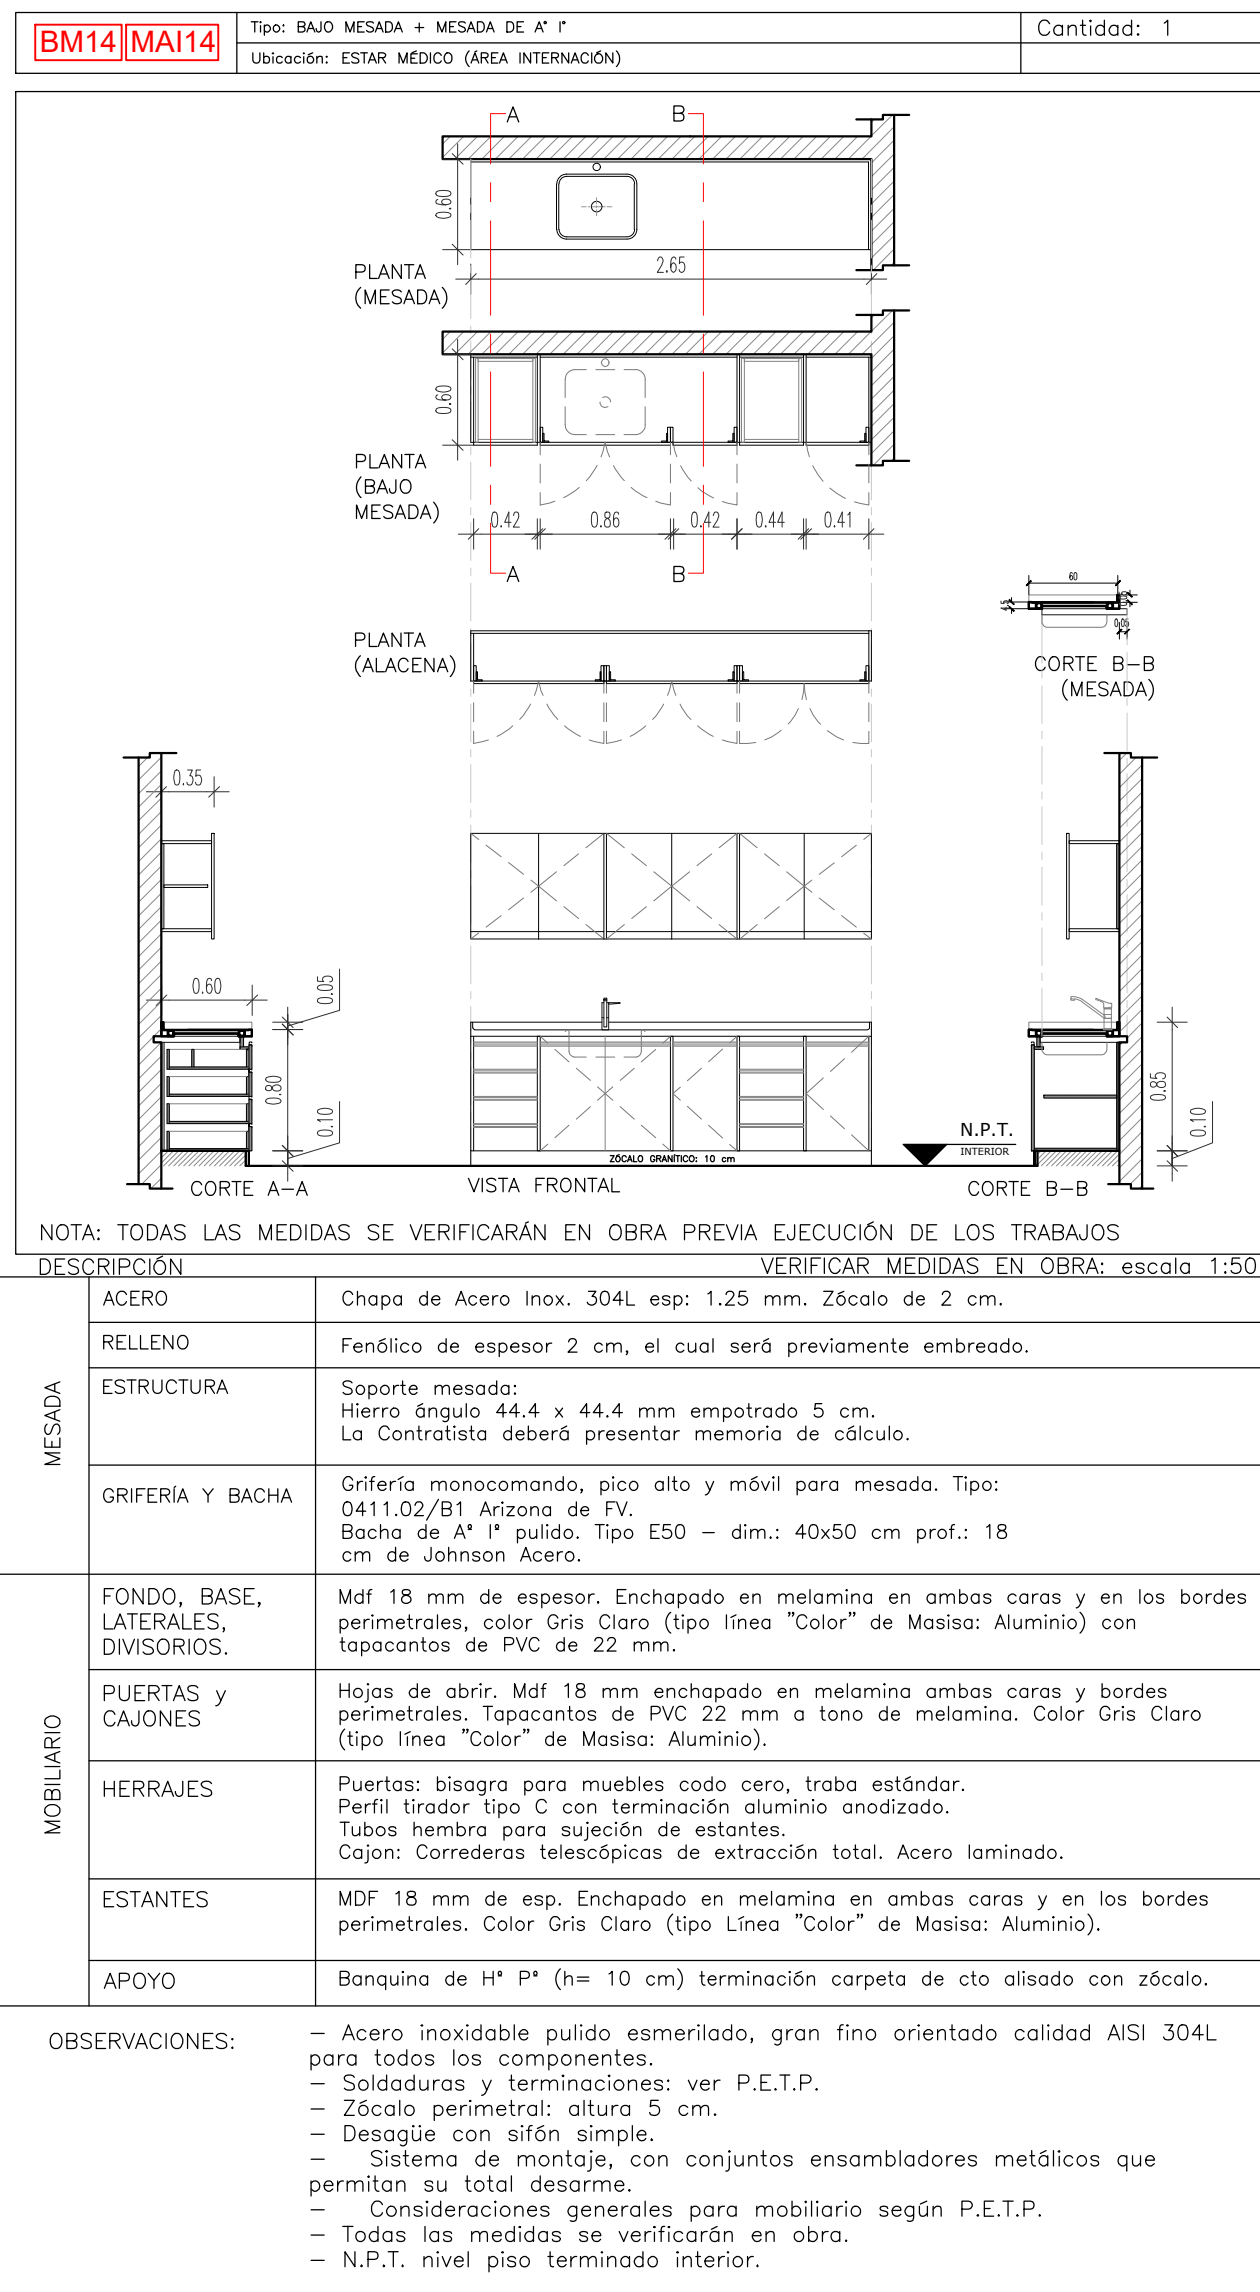 BM14 MAI14
Tipo: BAJO MESADA + MESADA DE A° I°
Cantidad: 1
Ubicación: ESTAR MÉDICO (ÁREA INTERNACIÓN)
A
B
0.60
2.65
PLANTA
(MESADA)
0.60
PLANTA
(BAJO
MESADA)
0.42
0.86
0.42
0.44
0.41
A
B
60
0.05
CORTE B-B
(MESADA)
PLANTA
(ALACENA)
0.35
0.60
0.05
0.80
0.10
0.85
0.10
N.P.T.
INTERIOR
ZÓCALO GRANÍTICO: 10 cm
CORTE A-A
VISTA FRONTAL
CORTE B-B
NOTA: TODAS LAS MEDIDAS SE VERIFICARÁN EN OBRA PREVIA EJECUCIÓN DE LOS TRABAJOS
DESCRIPCIÓN
VERIFICAR MEDIDAS EN OBRA: escala 1:50
MESADA
ACERO
Chapa de Acero Inox. 304L esp: 1.25 mm. Zócalo de 2 cm.
RELLENO
Fenólico de espesor 2 cm, el cual será previamente embreado.
ESTRUCTURA
Soporte mesada:
Hierro ángulo 44.4 x 44.4 mm empotrado 5 cm.
La Contratista deberá presentar memoria de cálculo.
GRIFERÍA Y BACHA
Grifería monocomando, pico alto y móvil para mesada. Tipo:
0411.02/B1 Arizona de FV.
Bacha de Aº Iº pulido. Tipo E50 - dim.: 40x50 cm prof.: 18
cm de Johnson Acero.
MOBILIARIO
FONDO, BASE,
LATERALES,
DIVISORIOS.
Mdf 18 mm de espesor. Enchapado en melamina en ambas caras y en los bordes
perimetrales, color Gris Claro (tipo línea "Color" de Masisa: Aluminio) con
tapacantos de PVC de 22 mm.
PUERTAS y
CAJONES
Hojas de abrir. Mdf 18 mm enchapado en melamina ambas caras y bordes
perimetrales. Tapacantos de PVC 22 mm a tono de melamina. Color Gris Claro
(tipo línea "Color" de Masisa: Aluminio).
HERRAJES
Puertas: bisagra para muebles codo cero, traba estándar.
Perfil tirador tipo C con terminación aluminio anodizado.
Tubos hembra para sujeción de estantes.
Cajon: Correderas telescópicas de extracción total. Acero laminado.
ESTANTES
MDF 18 mm de esp. Enchapado en melamina en ambas caras y en los bordes
perimetrales. Color Gris Claro (tipo Línea "Color" de Masisa: Aluminio).
APOYO
Banquina de Hº Pº (h= 10 cm) terminación carpeta de cto alisado con zócalo.
OBSERVACIONES:
- Acero inoxidable pulido esmerilado, gran fino orientado calidad AISI 304L
para todos los componentes.
- Soldaduras y terminaciones: ver P.E.T.P.
- Zócalo perimetral: altura 5 cm.
- Desagüe con sifón simple.
- Sistema de montaje, con conjuntos ensambladores metálicos que
permitan su total desarme.
- Consideraciones generales para mobiliario según P.E.T.P.
- Todas las medidas se verificarán en obra.
- N.P.T. nivel piso terminado interior.